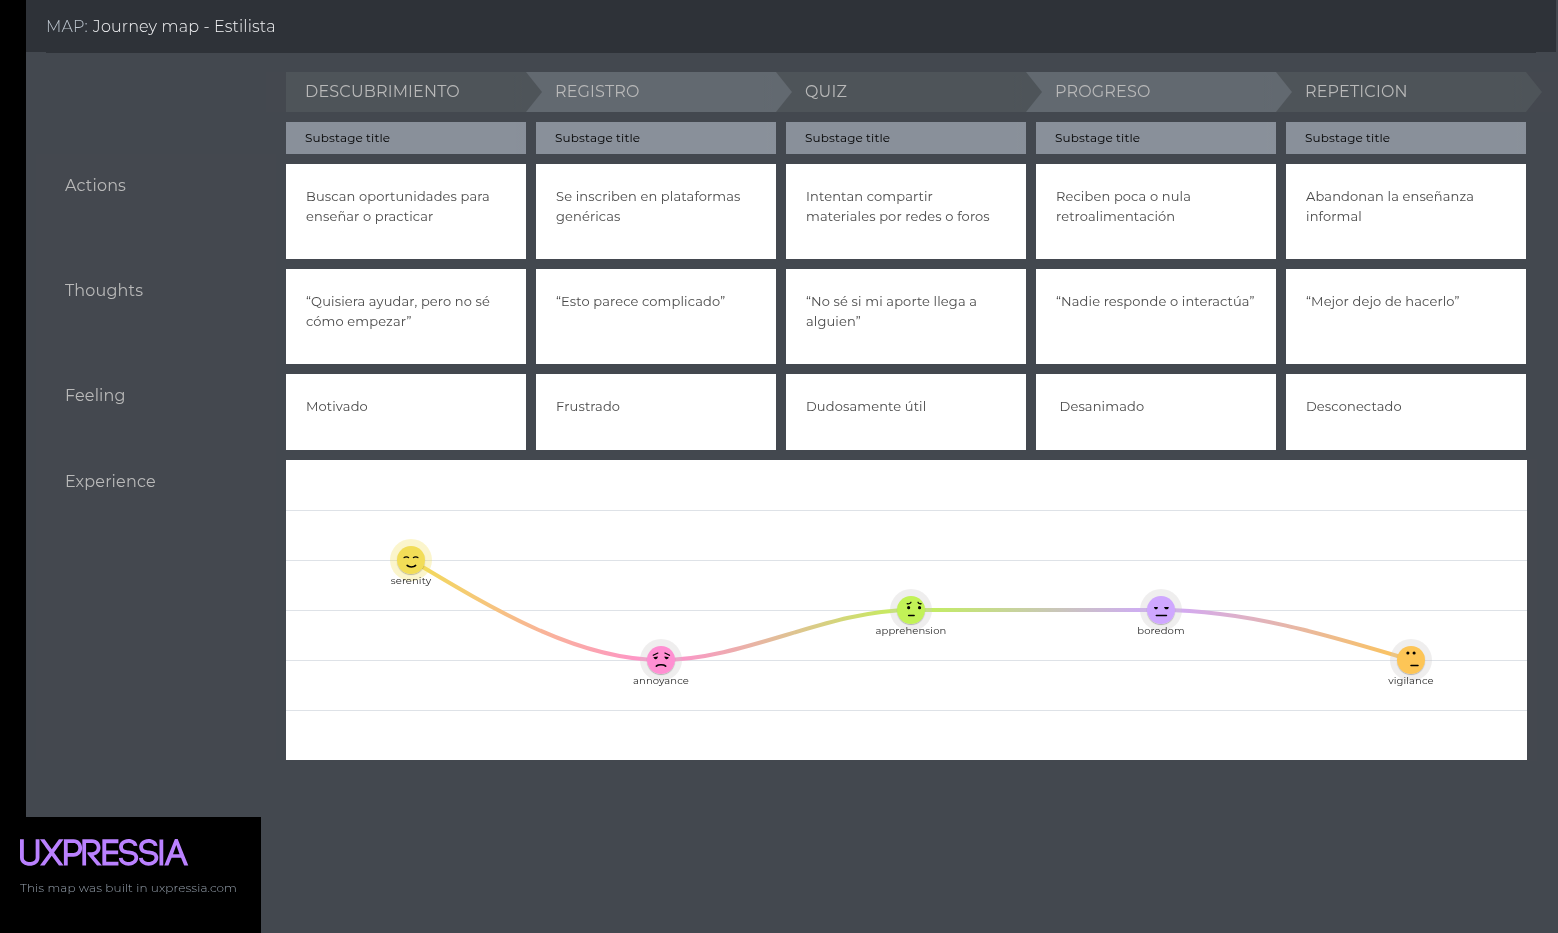 MAP: Journey map - Estilista
DESCUBRIMIENTO
REGISTRO
QUIZ
PROGRESO
REPETICION
Substage title
Substage title
Substage title
Substage title
Substage title
Actions
Buscan oportunidades para
enseñar o practicar
Se inscriben en plataformas
genéricas
Intentan compartir
materiales por redes o foros
Reciben poca o nula
retroalimentación
Abandonan la enseñanza
informal
Thoughts
“Quisiera ayudar, pero no sé
cómo empezar”
“Esto parece complicado”
“No sé si mi aporte llega a
alguien”
“Nadie responde o interactúa”
“Mejor dejo de hacerlo”
Feeling
Motivado
Frustrado
Dudosamente útil
Desanimado
Desconectado
Experience
serenity
annoyance
apprehension
boredom
vigilance
UXPRESSIA
This map was built in uxpressia.com